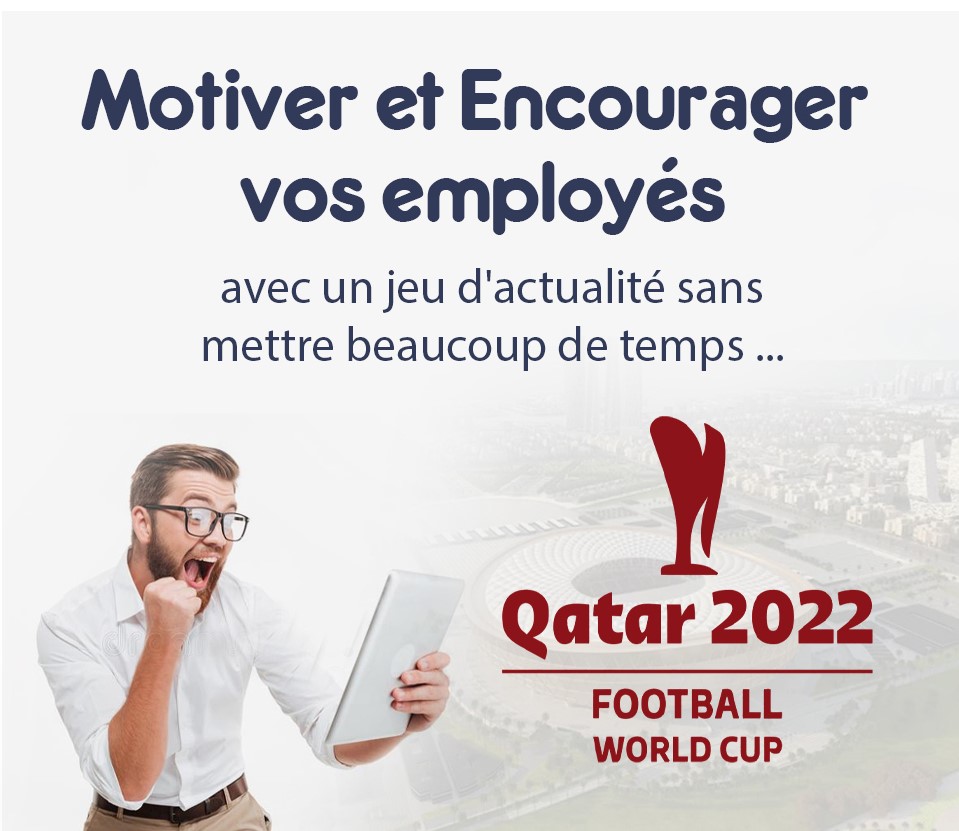 Motiver et Encourager
vos employés
avec un jeu d'actualité sans
mettre beaucoup de temps ...
Qatar 2022
FOOTBALL
WORLD CUP